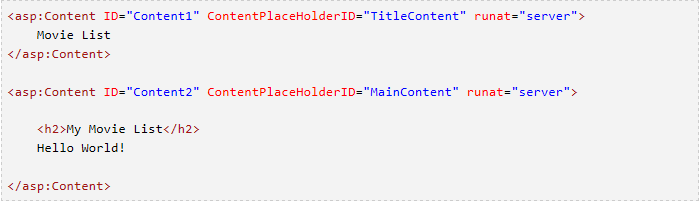 <asp:Content ID="Content1" ContentPlaceHolderID="TitleContent" runat="server">
Movie List
</asp:Content>
<asp:Content ID="Content2" ContentPlaceHolderID="MainContent" runat="server">
<h2>My Movie List</h2>
Hello World!
</asp:Content>